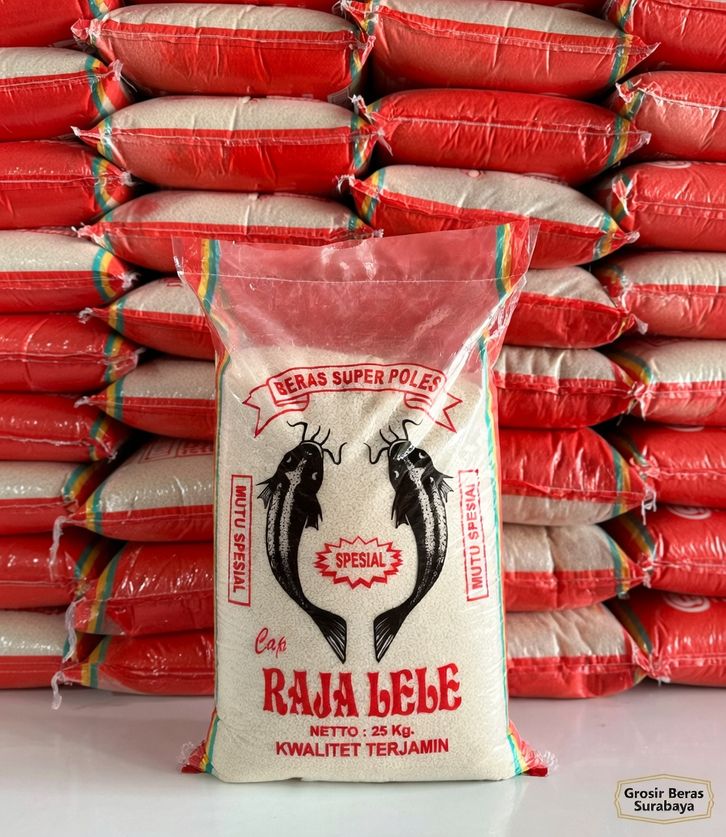 BERAS SUPER POLES
MUTU SPESIAL
SPESIAL
MUTU SPESIAL
Cap
RAJA LELE
NETTO : 25 Kg.
KWALITET TERJAMIN
Grosir Beras
Surabaya